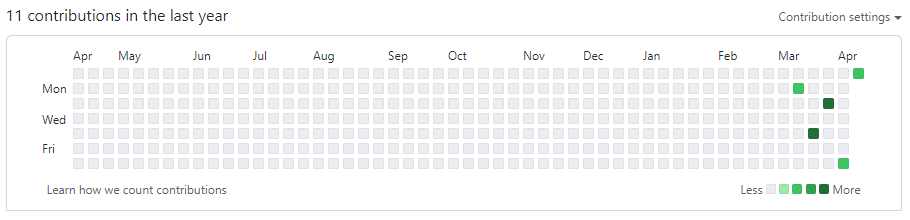 11 contributions in the last year
Contribution settings
Apr May Jun Jul Aug Sep Oct Nov Dec Jan Feb Mar Apr
Mon
Wed
Fri
Learn how we count contributions
Less More